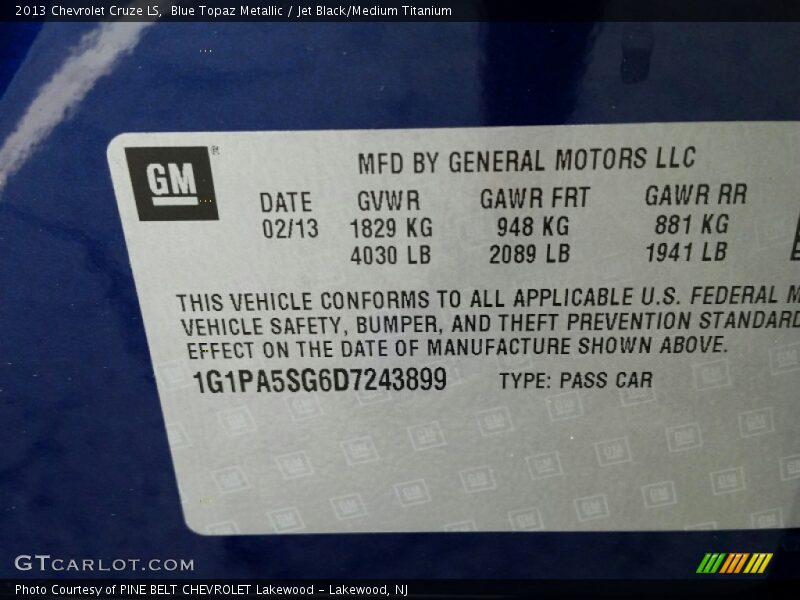 2013 Chevrolet Cruze LS,  Blue Topaz Metallic / Jet Black/Medium Titanium
GM ®
MFD BY GENERAL MOTORS LLC
DATE GVWR GAWR FRT GAWR RR
02/13 1829 KG 948 KG 881 KG
4030 LB 2089 LB 1941 LB
THIS VEHICLE CONFORMS TO ALL APPLICABLE U.S. FEDERAL M
VEHICLE SAFETY, BUMPER, AND THEFT PREVENTION STANDARD
EFFECT ON THE DATE OF MANUFACTURE SHOWN ABOVE.
1G1PA5SG6D7243899 TYPE: PASS CAR
GTCARLOT.COM
Photo Courtesy of PINE BELT CHEVROLET Lakewood - Lakewood, NJ